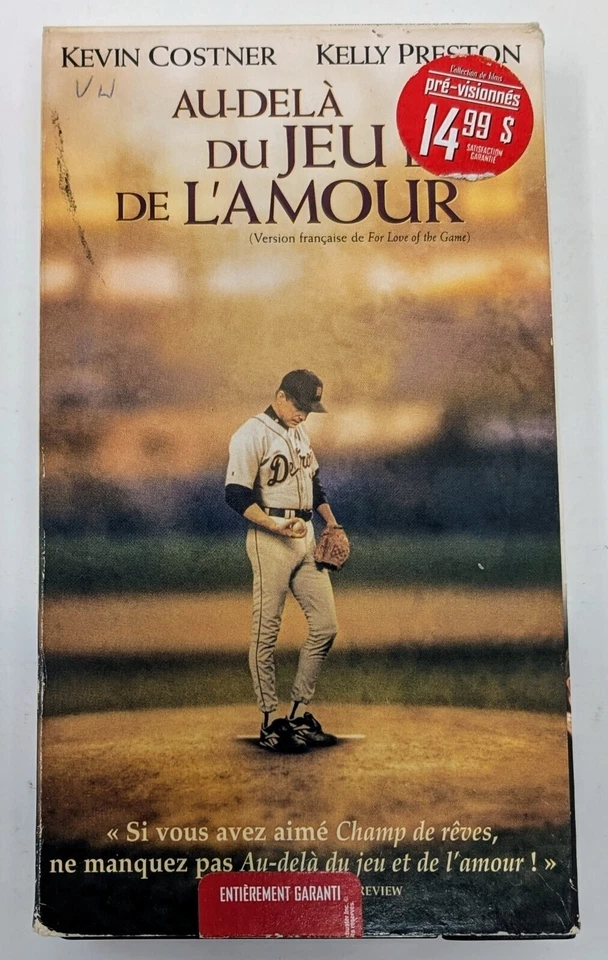 KEVIN COSTNER KELLY PRESTON
VW
L'collection de films
pré-visionnés
14 99 $
SATISFACTION
GARANTIE
AU-DELÀ
DU JEU
DE L'AMOUR
(Version française de For Love of the Game)
« Si vous avez aimé Champ de rêves,
ne manquez pas Au-delà du jeu et de l'amour ! »
REVIEW
ENTIÈREMENT GARANTI